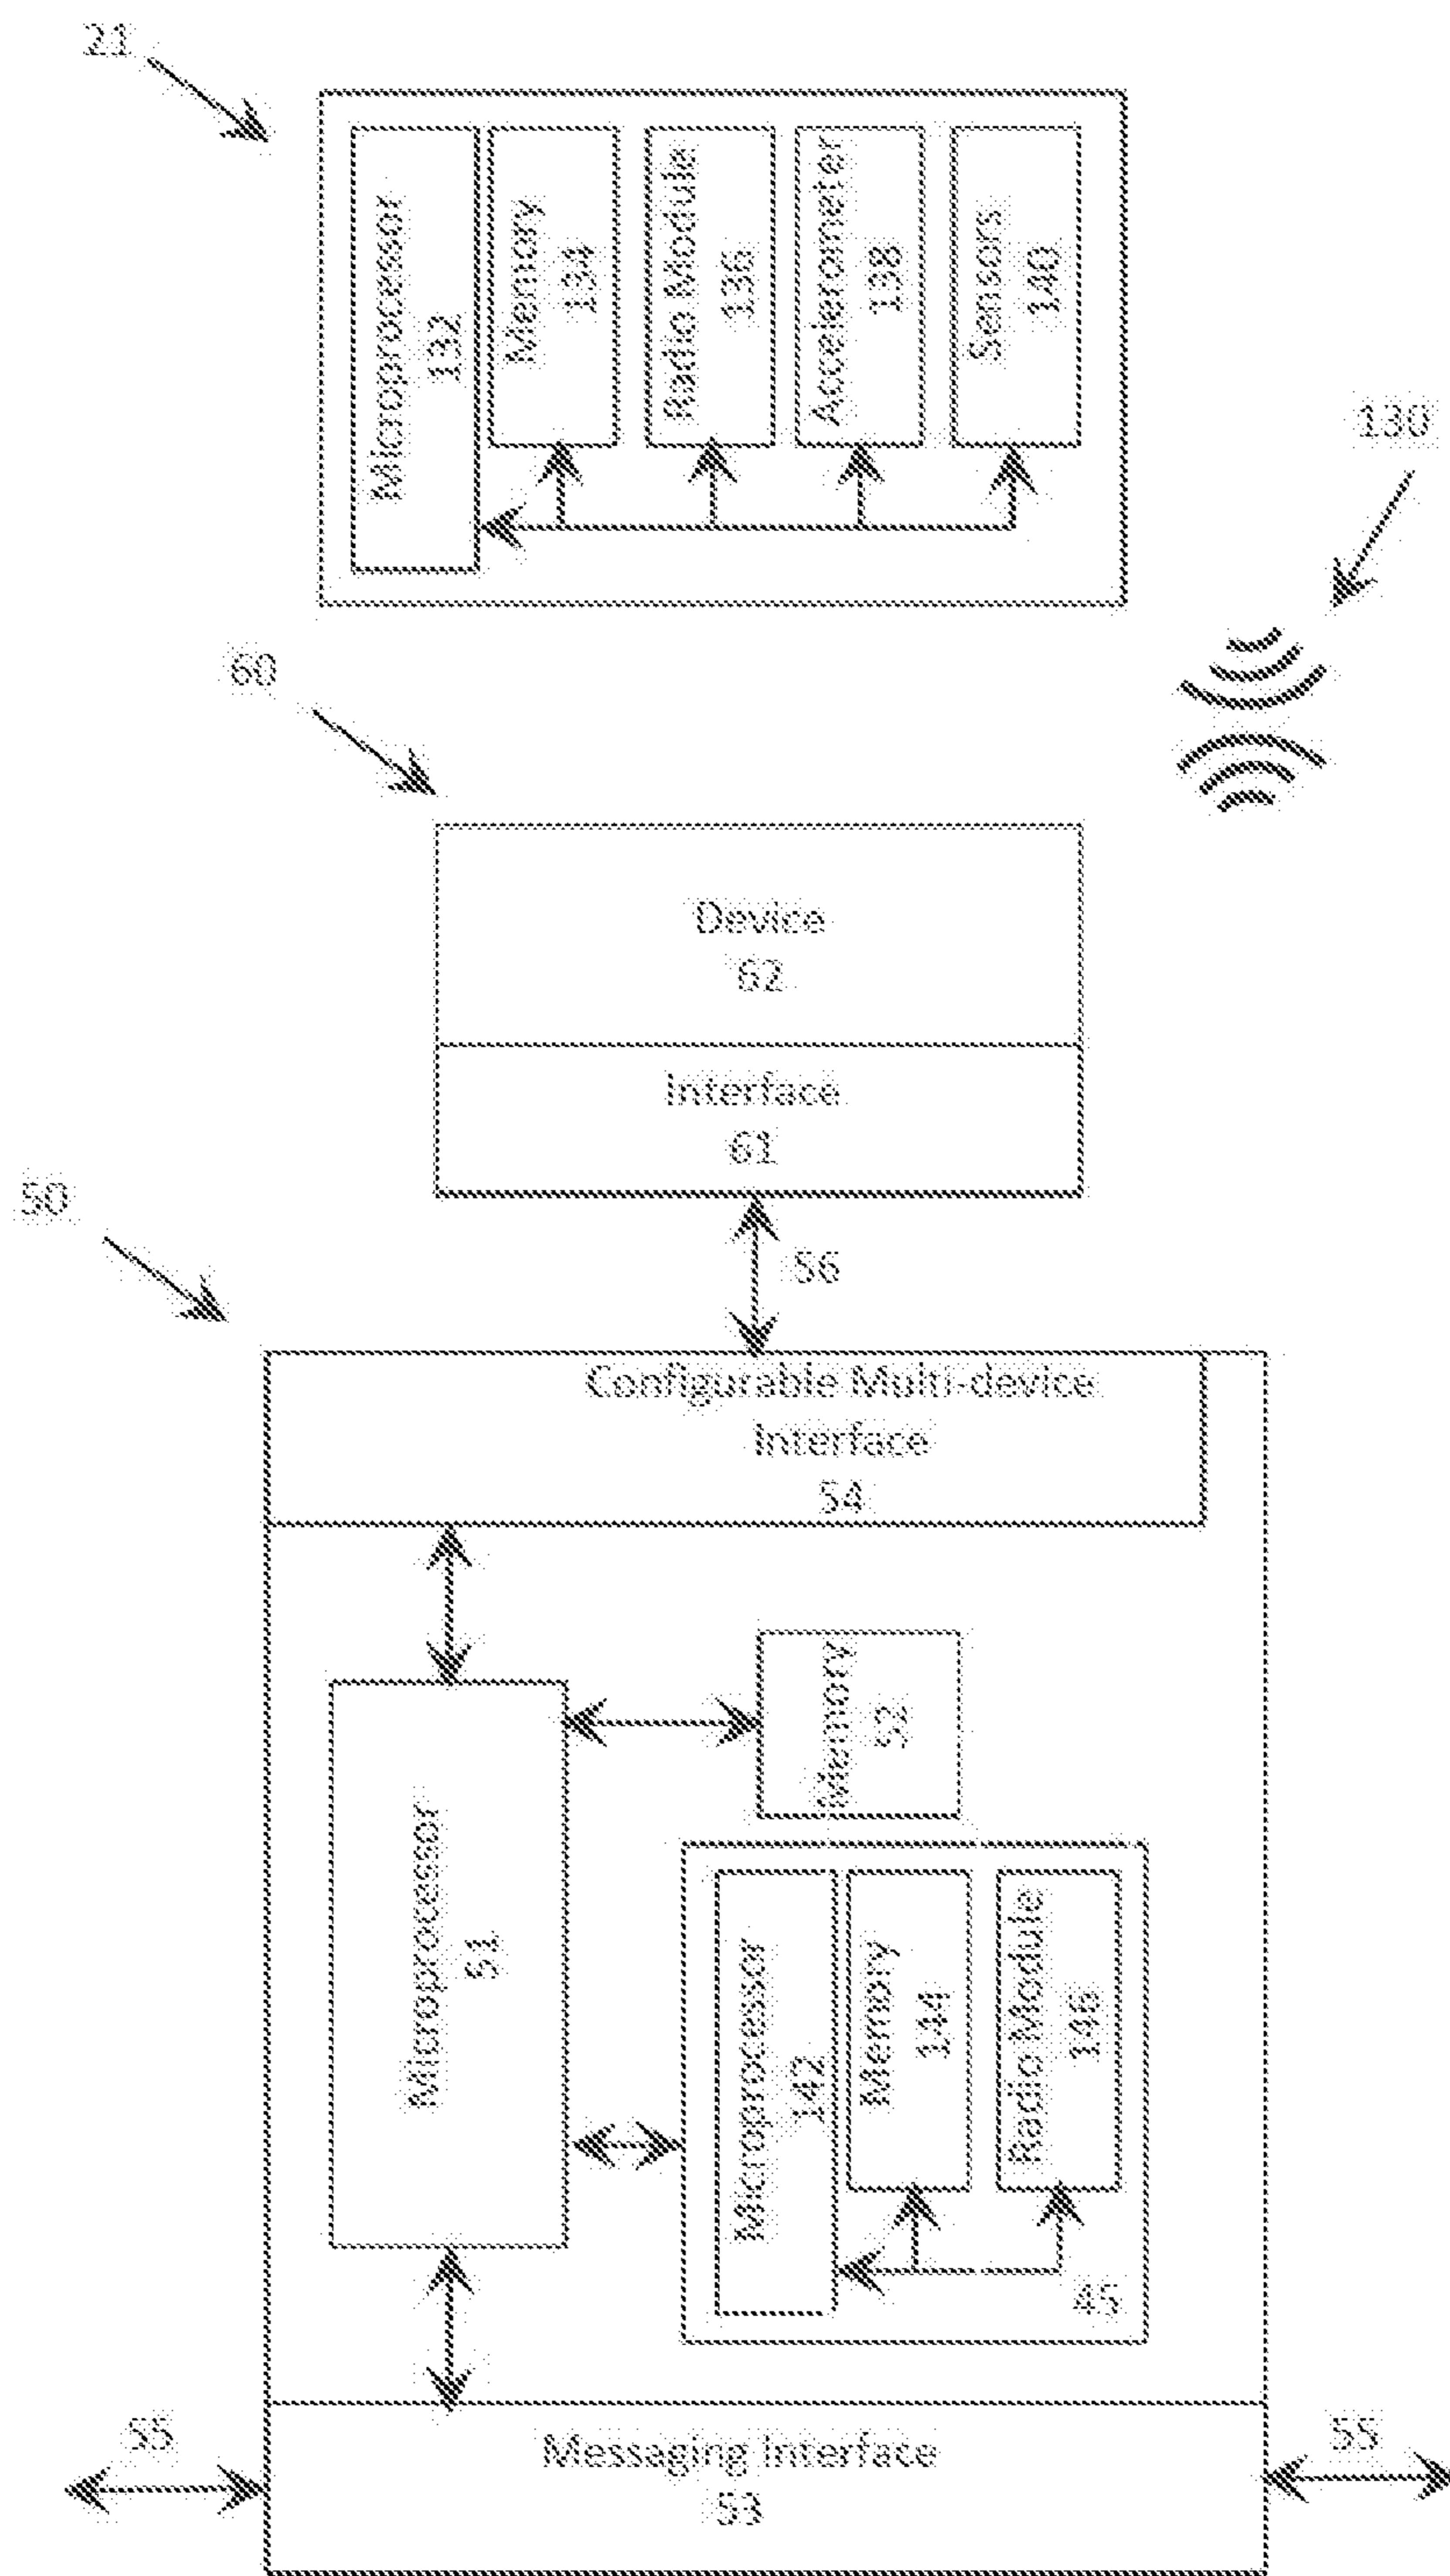 21
Microprocessor
132
Memory
134
Radio Module
136
Accelerometer
138
Sensors
140
130
60
Device
62
Interface
61
50
56
Configurable Multi-device
Interface
54
Memory
52
Microprocessor
51
Microprocessor
142
Memory
144
Radio Module
146
45
55
Messaging Interface
53
55